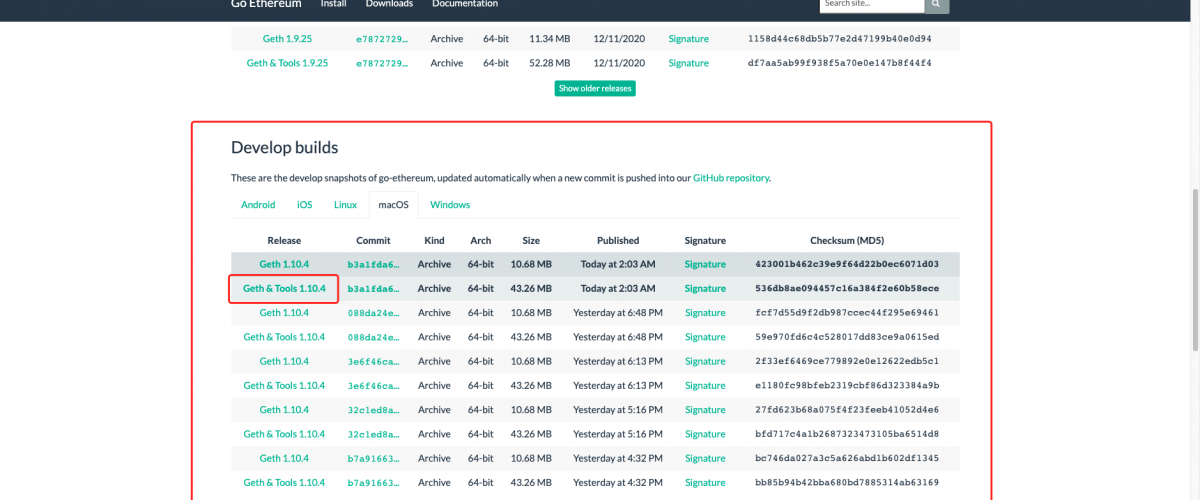 Go Ethereum Install Downloads Documentation Search site...
Geth 1.9.25 e7872729… Archive 64-bit 11.34 MB 12/11/2020 Signature 1158d44c68db5b77e2d47199b40e0d94
Geth & Tools 1.9.25 e7872729… Archive 64-bit 52.28 MB 12/11/2020 Signature df7aa5ab99f938f5a70e0e147b8f44f4
Show older releases
Develop builds
These are the develop snapshots of go-ethereum, updated automatically when a new commit is pushed into our GitHub repository.
Android iOS Linux macOS Windows
Release Commit Kind Arch Size Published Signature Checksum (MD5)
Geth 1.10.4 b3a1fda6… Archive 64-bit 10.68 MB Today at 2:03 AM Signature 423001b462c39e9f64d22b0ec6071d03
Geth & Tools 1.10.4 b3a1fda6… Archive 64-bit 43.26 MB Today at 2:03 AM Signature 536db8ae094457c16a384f2e60b58ece
Geth 1.10.4 088da24e… Archive 64-bit 10.68 MB Yesterday at 6:48 PM Signature fcf7d55d9f2db987ccec44f295e69461
Geth & Tools 1.10.4 088da24e… Archive 64-bit 43.26 MB Yesterday at 6:48 PM Signature 59e970fd6c4c528017dd83ce9a0615ed
Geth 1.10.4 3e6f46ca… Archive 64-bit 10.68 MB Yesterday at 6:13 PM Signature 2f33ef6469ce779892e0e12622edb5c1
Geth & Tools 1.10.4 3e6f46ca… Archive 64-bit 43.26 MB Yesterday at 6:13 PM Signature e1180fc98bfeb2319cbf86d323384a9b
Geth 1.10.4 32c1ed8a… Archive 64-bit 10.68 MB Yesterday at 5:16 PM Signature 27fd623b68a075f4f23feeb41052d4e6
Geth & Tools 1.10.4 32c1ed8a… Archive 64-bit 43.26 MB Yesterday at 5:16 PM Signature bfd717c4a1b2687323473105ba6514d8
Geth 1.10.4 b7a91663… Archive 64-bit 10.68 MB Yesterday at 4:32 PM Signature bc746da027a3c5a626abd1b602df1345
Geth & Tools 1.10.4 b7a91663… Archive 64-bit 43.26 MB Yesterday at 4:32 PM Signature bb85b94b42bba680bd7885314ab63169